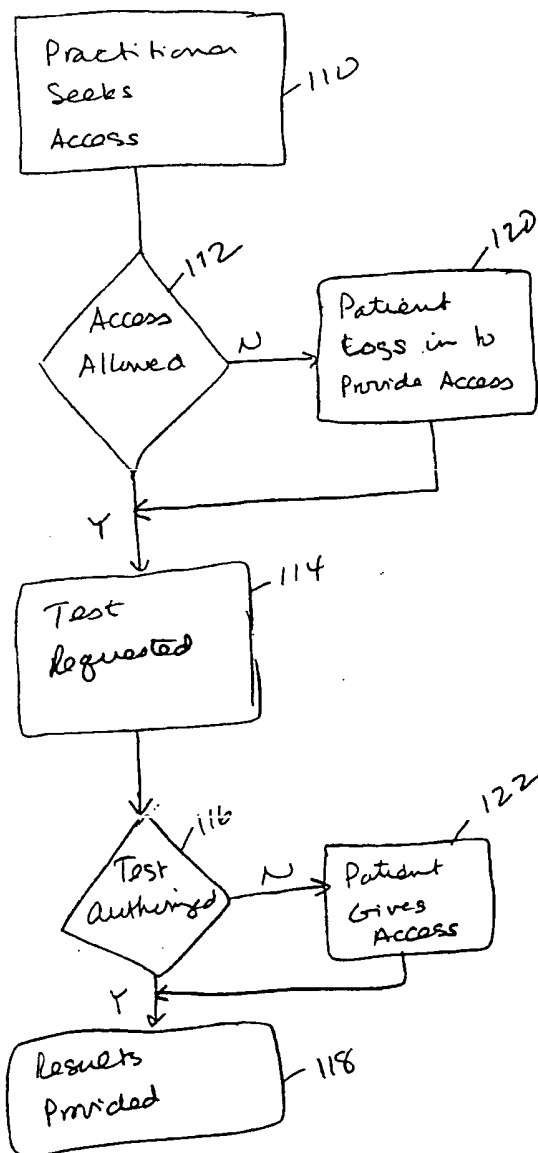 Practitioner
Seeks
Access
110
112
Access
Allowed
N
120
Patient
Logs in to
Provide Access
Y
114
Test
Requested
116
Test
Authorized
N
122
Patient
Gives
Access
Y
Results
Provided
118